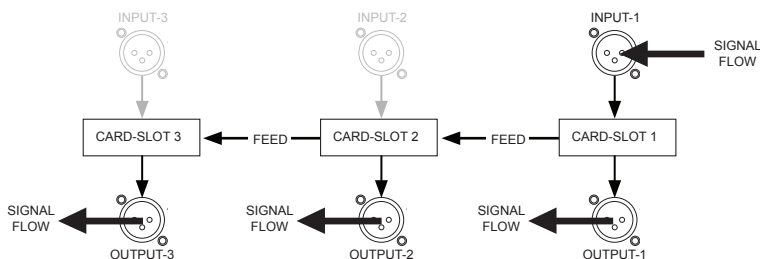 INPUT-3
INPUT-2
INPUT-1
SIGNAL
FLOW
CARD-SLOT 3
FEED
CARD-SLOT 2
FEED
CARD-SLOT 1
SIGNAL
FLOW
SIGNAL
FLOW
SIGNAL
FLOW
OUTPUT-3
OUTPUT-2
OUTPUT-1